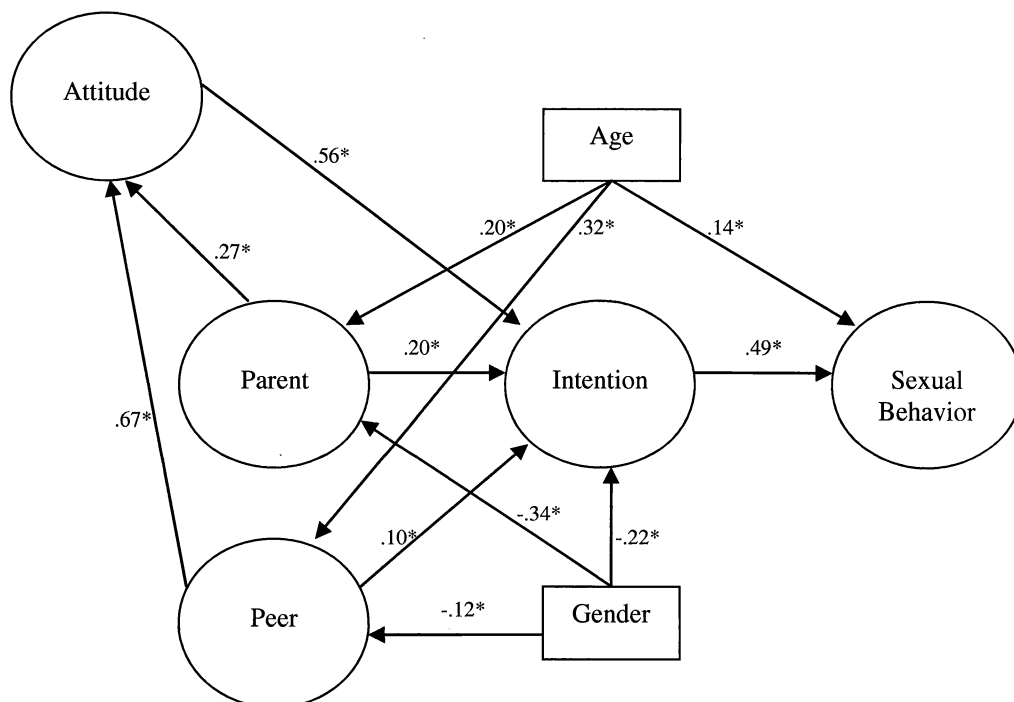 Attitude
Age
.56*
.20*
.32*
.14*
.27*
Parent
.20*
Intention
.49*
Sexual
Behavior
.67*
-.34*
.10*
-.22*
Peer
-.12*
Gender